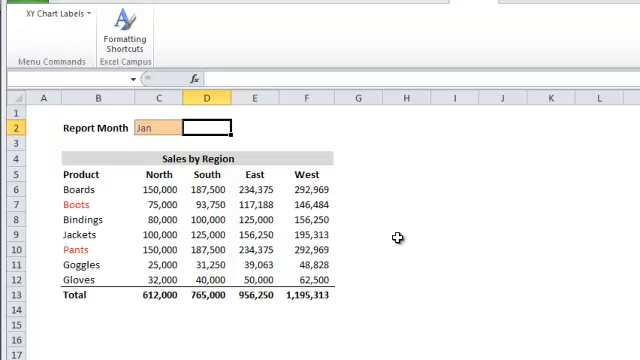 XY Chart Labels
Formatting
Shortcuts
Menu Commands Excel Campus
fx
A B C D E F G H I J K L
1
2 Report Month Jan
3
4 Sales by Region
5 Product North South East West
6 Boards 150,000 187,500 234,375 292,969
7 Boots 75,000 93,750 117,188 146,484
8 Bindings 80,000 100,000 125,000 156,250
9 Jackets 100,000 125,000 156,250 195,313
10 Pants 150,000 187,500 234,375 292,969
11 Goggles 25,000 31,250 39,063 48,828
12 Gloves 32,000 40,000 50,000 62,500
13 Total 612,000 765,000 956,250 1,195,313
14
15
16
17